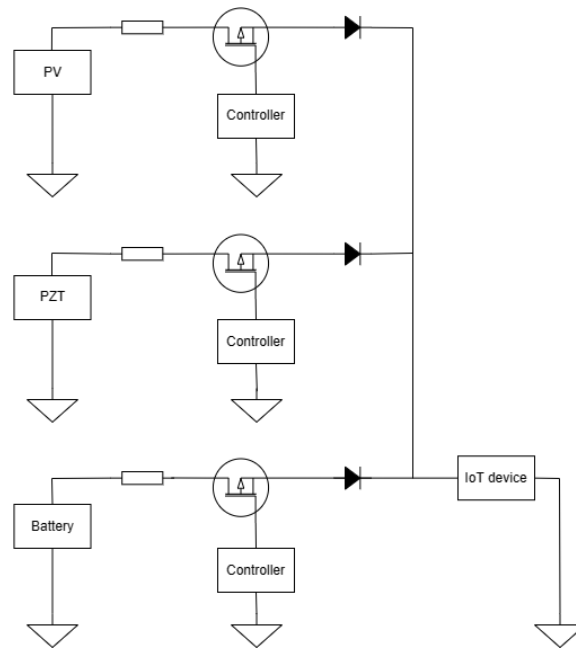 PV
Controller
PZT
Controller
Battery
IoT device
Controller